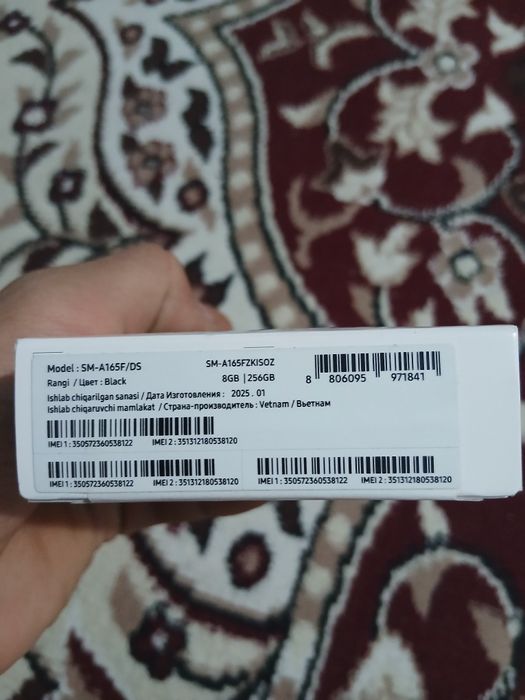 Model : SM-A165F/DS SM-A165FZKISOZ
Rangi / Цвет : Black 8GB | 256GB
8 806095 971841
Ishlab chiqarilgan sanasi / Дата Изготовления : 2025 . 01
Ishlab chiqaruvchi mamlakat / Страна-производитель : Vetnam / Вьетнам
IMEI 1 : 350572360538122 IMEI 2 : 351312180538120
IMEI 1 : 350572360538122 IMEI 2 : 351312180538120 IMEI 1 : 350572360538122 IMEI 2 : 351312180538120